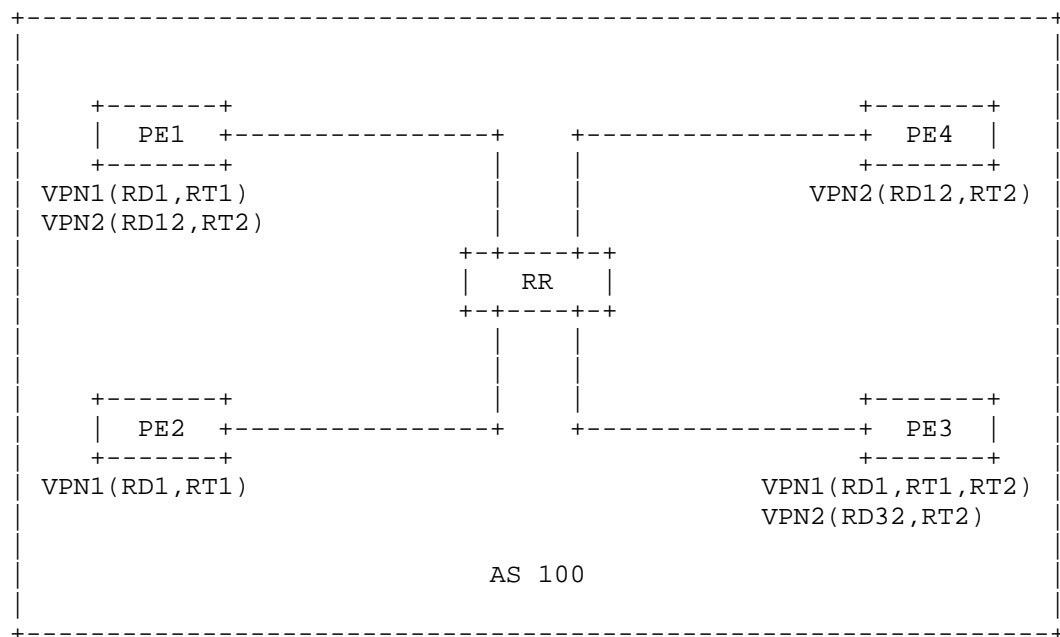 PE1 PE4
VPN1(RD1,RT1) VPN2(RD12,RT2)
VPN2(RD12,RT2)
RR
PE2 PE3
VPN1(RD1,RT1) VPN1(RD1,RT1,RT2)
VPN2(RD32,RT2)
AS 100